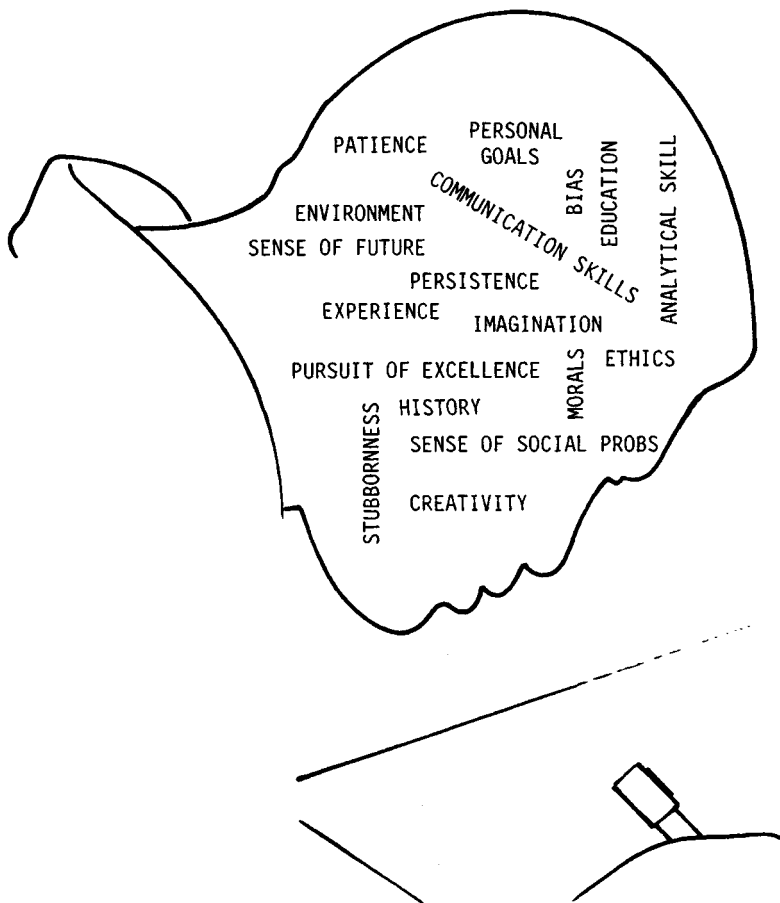 PATIENCE
PERSONAL
GOALS
BIAS
EDUCATION
ANALYTICAL SKILL
COMMUNICATION SKILLS
ENVIRONMENT
SENSE OF FUTURE
PERSISTENCE
EXPERIENCE
IMAGINATION
ETHICS
PURSUIT OF EXCELLENCE
MORALS
HISTORY
STUBBORNNESS
SENSE OF SOCIAL PROBS
CREATIVITY